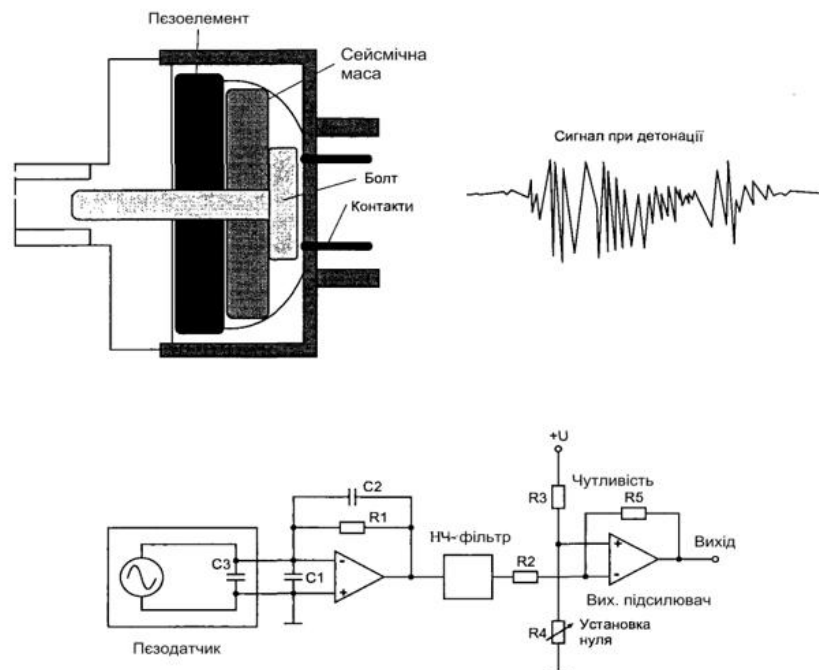 Пєзоелемент
Сейсмічна
маса
Болт
Контакти
Сигнал при детонації
+U
C2
R3
Чутливість
R5
R1
НЧ-фільтр
R2
Вихід
C3
C1
Вих. підсилювач
R4
Установка
нуля
Пєзодатчик